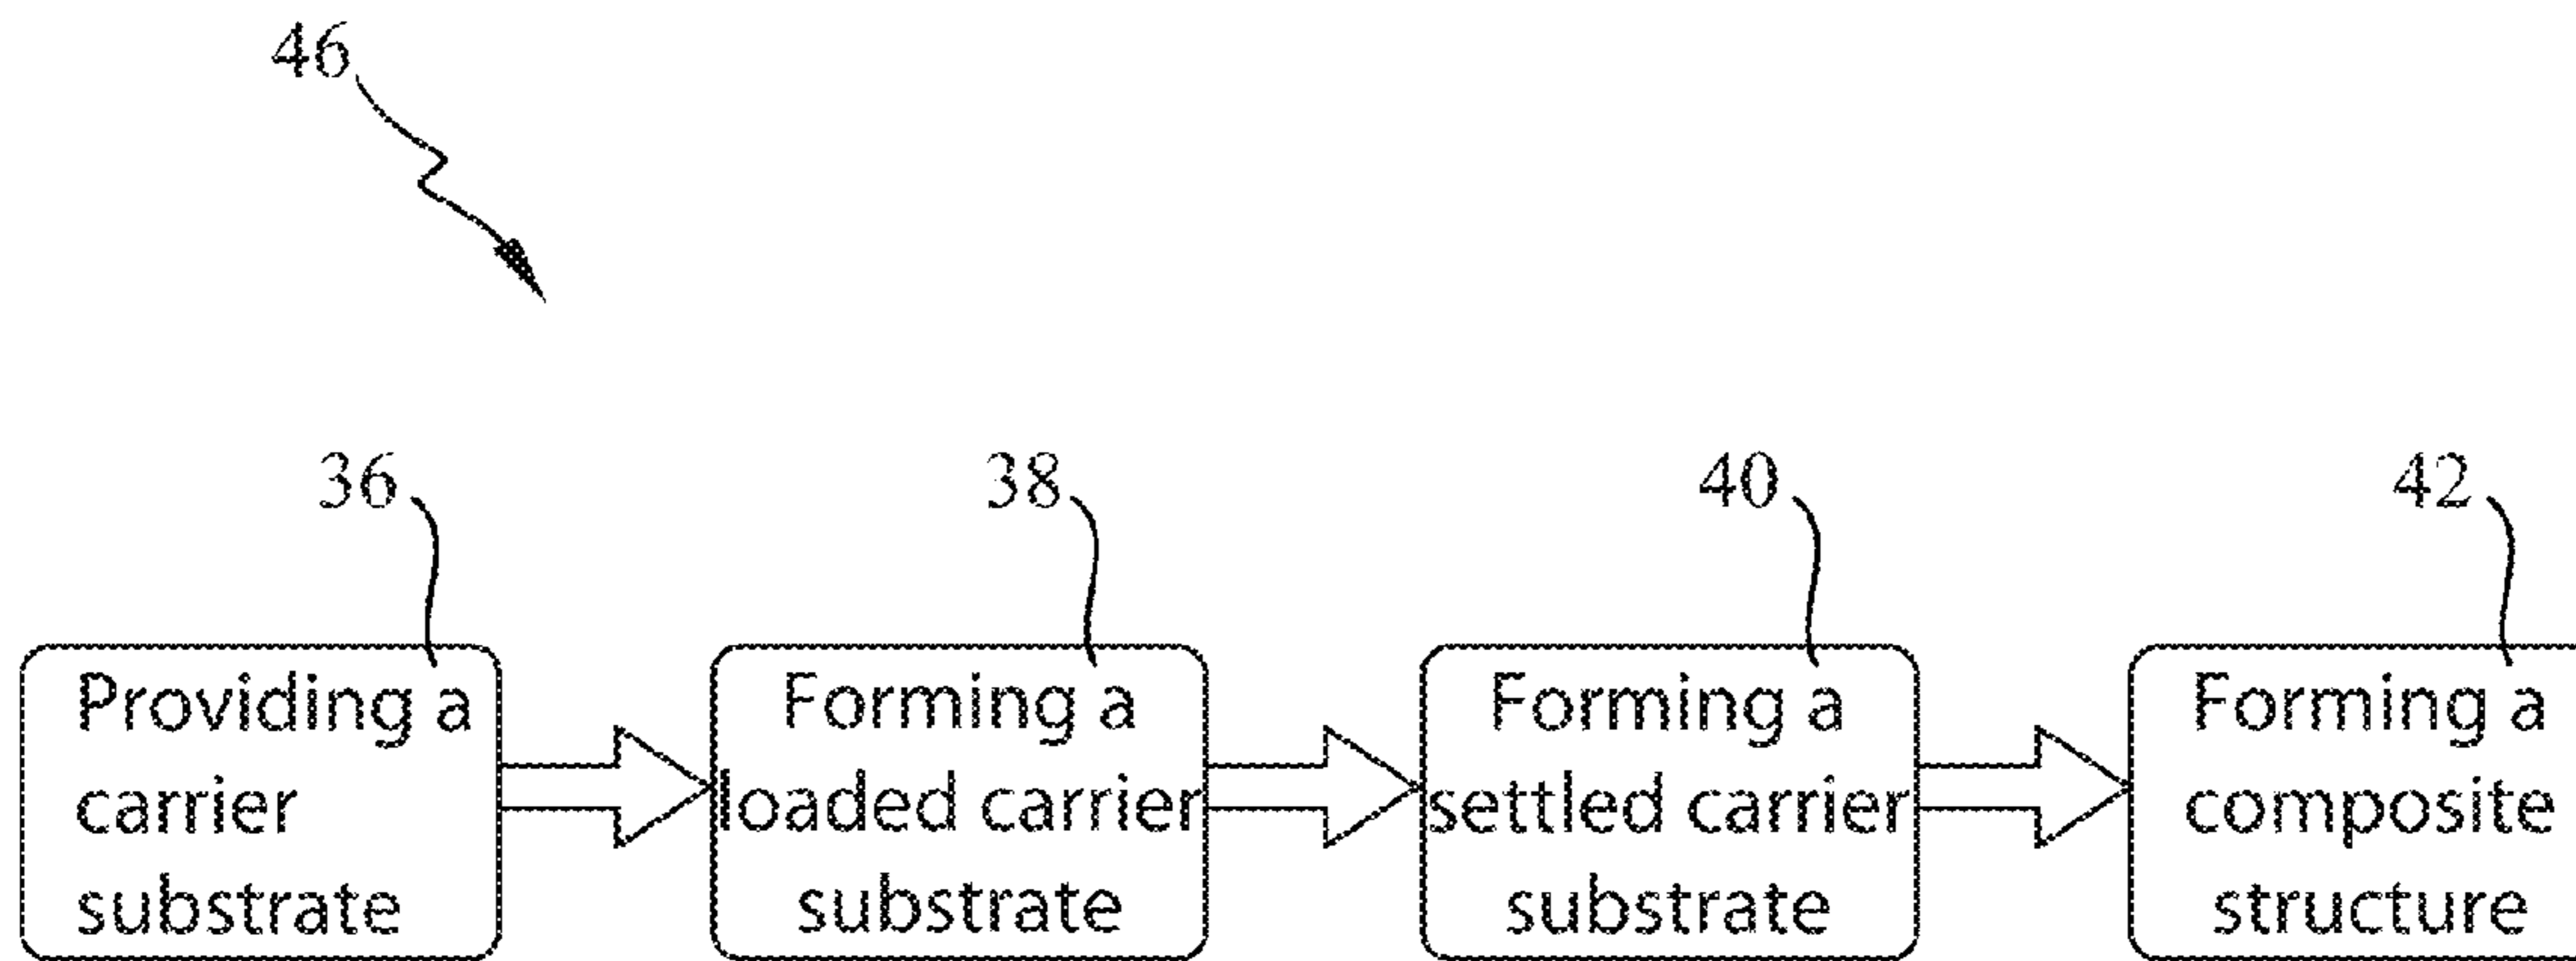 46
36
38
40
42
Providing a
carrier
substrate
Forming a
loaded carrier
substrate
Forming a
settled carrier
substrate
Forming a
composite
structure